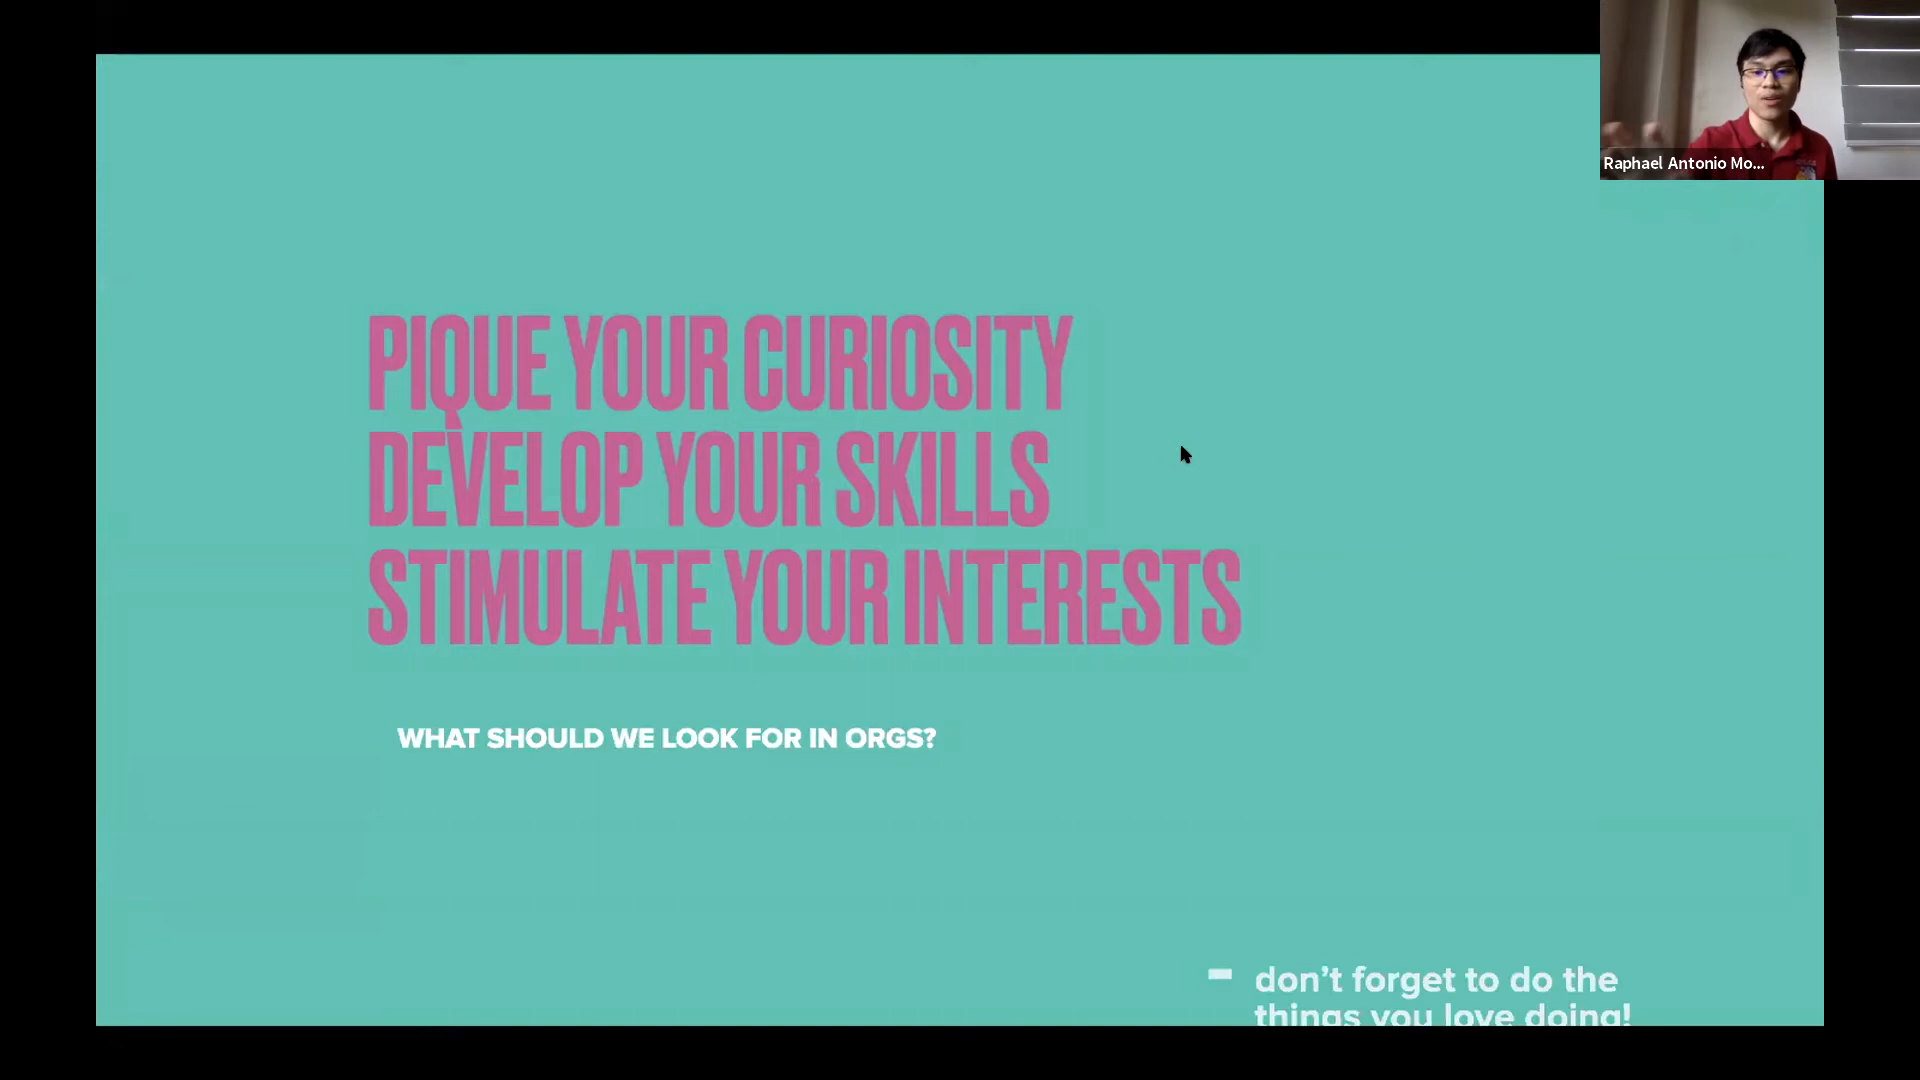 Raphael Antonio Mo...
PIQUE YOUR CURIOSITY
DEVELOP YOUR SKILLS
STIMULATE YOUR INTERESTS
WHAT SHOULD WE LOOK FOR IN ORGS?
- don’t forget to do the
things you love doing!